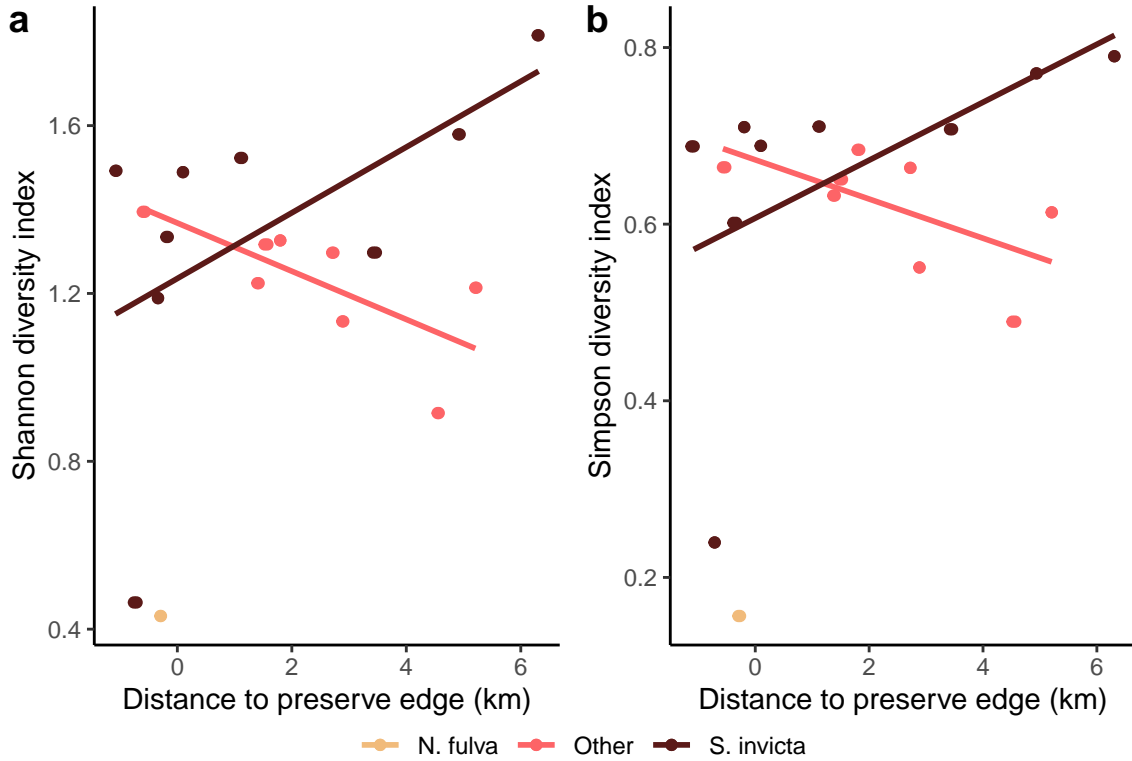 a
b
Shannon diversity index
1.6
1.2
0.8
0.4
0 2 4 6
Distance to preserve edge (km)
Simpson diversity index
0.8
0.6
0.4
0.2
0 2 4 6
Distance to preserve edge (km)
N. fulva Other S. invicta